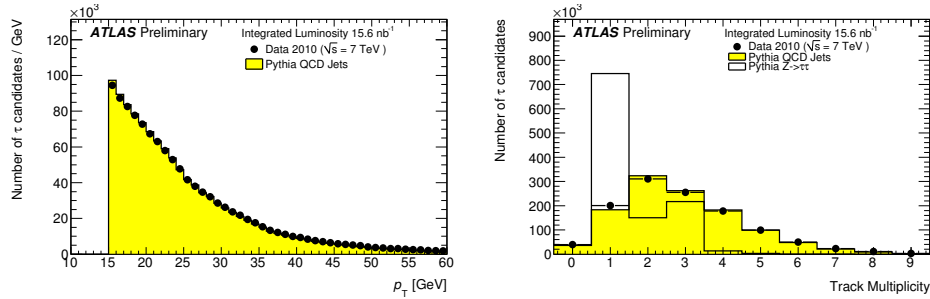 ×10³
ATLAS Preliminary
Integrated Luminosity 15.6 nb⁻¹
Data 2010 (√s = 7 TeV )
Pythia QCD Jets
Number of τ candidates / GeV
120
100
80
60
40
20
0
10 15 20 25 30 35 40 45 50 55 60
p_T [GeV]
×10³
ATLAS Preliminary
Integrated Luminosity 15.6 nb⁻¹
Data 2010 (√s = 7 TeV )
Pythia QCD Jets
Pythia Z->ττ
Number of τ candidates
900
800
700
600
500
400
300
200
100
0
0 1 2 3 4 5 6 7 8 9
Track Multiplicity